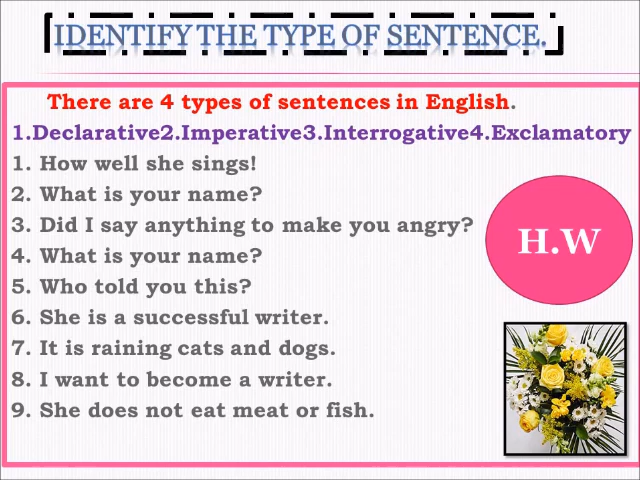 IDENTIFY THE TYPE OF SENTENCE.
There are 4 types of sentences in English.
1.Declarative2.Imperative3.Interrogative4.Exclamatory
1. How well she sings!
2. What is your name?
3. Did I say anything to make you angry?
4. What is your name?
5. Who told you this?
6. She is a successful writer.
7. It is raining cats and dogs.
8. I want to become a writer.
9. She does not eat meat or fish.
H.W